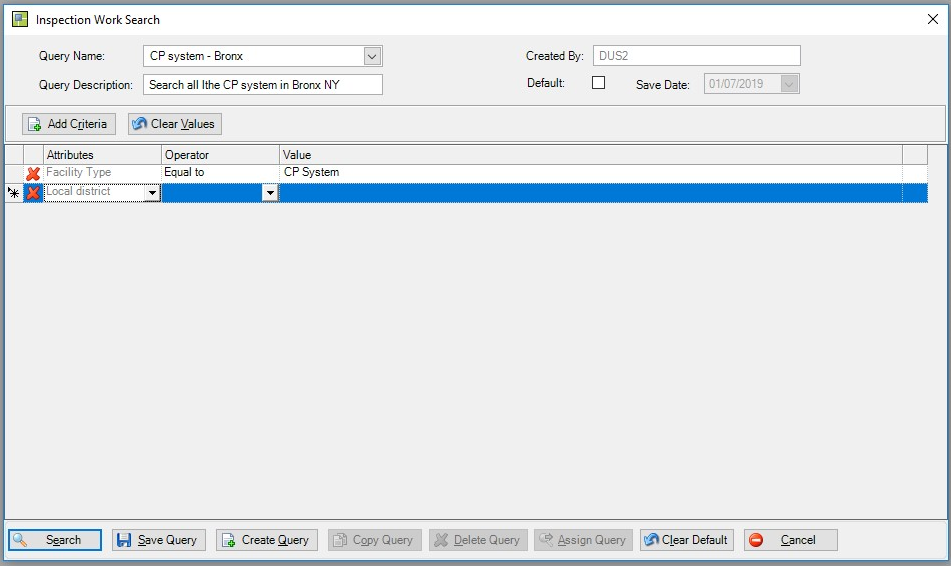 Inspection Work Search
Query Name: CP system - Bronx Created By: DUS2
Query Description: Search all lthe CP system in Bronx NY Default: Save Date: 01/07/2019
Add Criteria Clear Values
Attributes Operator Value
Facility Type Equal to CP System
Local district
Search Save Query Create Query Copy Query Delete Query Assign Query Clear Default Cancel